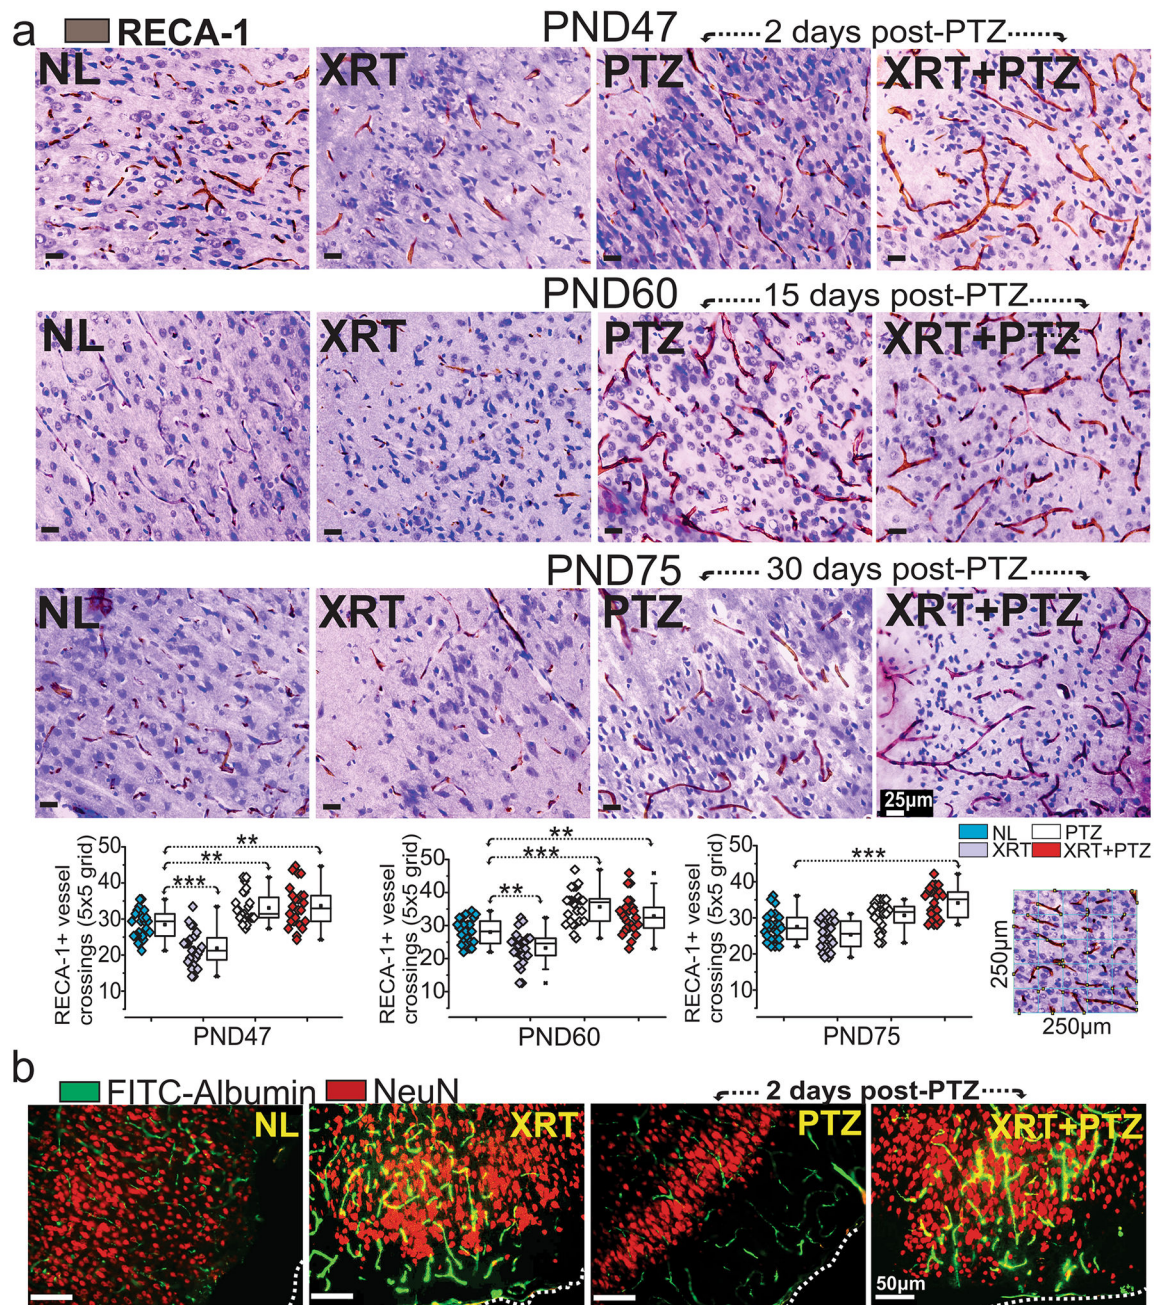 a RECA-1 PND47 2 days post-PTZ
NL XRT PTZ XRT+PTZ
PND60 15 days post-PTZ
NL XRT PTZ XRT+PTZ
PND75 30 days post-PTZ
NL XRT PTZ XRT+PTZ
25µm
RECA-1+ vessel
crossings (5x5 grid)
50
40
30
20
10
**
**
***
PND47
RECA-1+ vessel
crossings (5x5 grid)
50
40
30
20
10
**
***
**
PND60
RECA-1+ vessel
crossings (5x5 grid)
50
40
30
20
10
***
PND75
NL PTZ
XRT XRT+PTZ
250µm
250µm
b FITC-Albumin NeuN 2 days post-PTZ
NL XRT PTZ XRT+PTZ
50µm